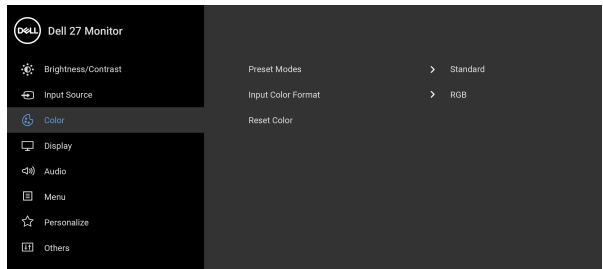 DELL Dell 27 Monitor
Brightness/Contrast Preset Modes Standard
Input Source Input Color Format RGB
Color Reset Color
Display
Audio
Menu
Personalize
Others